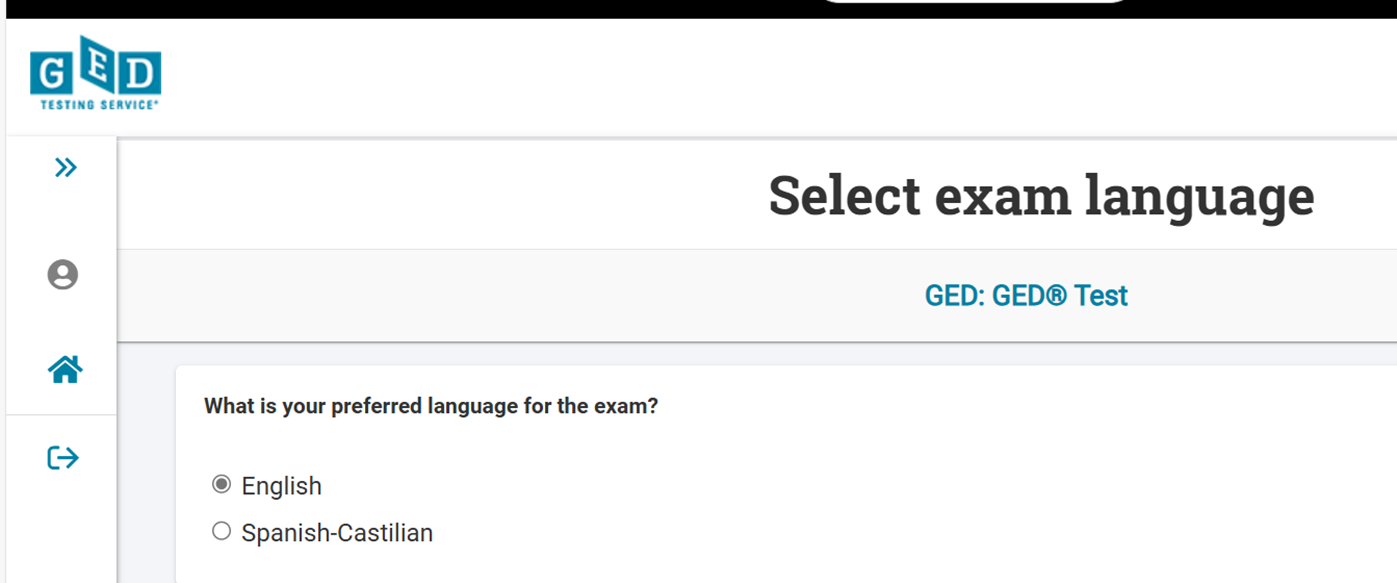 GED
TESTING SERVICE®
Select exam language
GED: GED® Test
What is your preferred language for the exam?
English
Spanish-Castilian